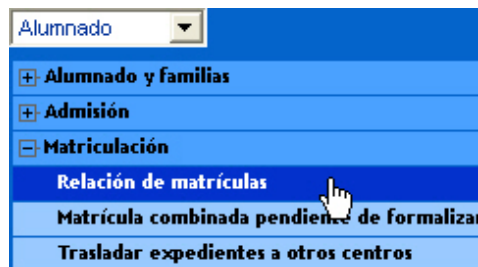 Alumnado
Alumnado y familias
Admisión
Matriculación
Relación de matrículas
Matrícula combinada pendiente de formalizar
Trasladar expedientes a otros centros